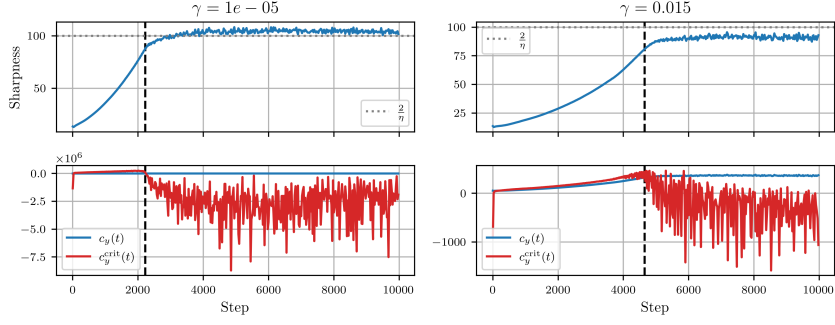 γ = 1e − 05
γ = 0.015
Sharpness
100
50
2/η
100
75
50
25
2/η
×10⁶
0.0
−2.5
−5.0
−7.5
c_y(t)
c_y^crit(t)
0
−1000
c_y(t)
c_y^crit(t)
0 2000 4000 6000 8000 10000
0 2000 4000 6000 8000 10000
Step
Step